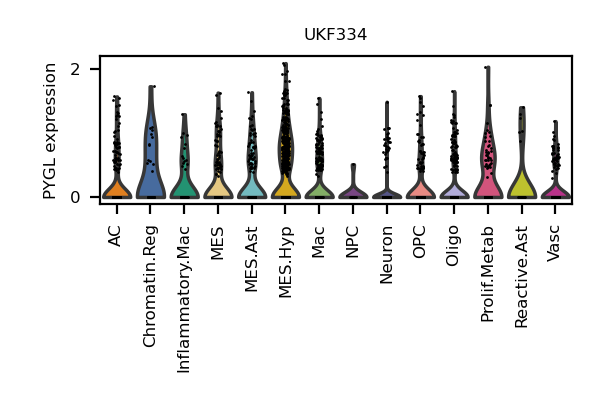 UKF334
PYGL expression
2
0
AC
Chromatin.Reg
Inflammatory.Mac
MES
MES.Ast
MES.Hyp
Mac
NPC
Neuron
OPC
Oligo
Prolif.Metab
Reactive.Ast
Vasc